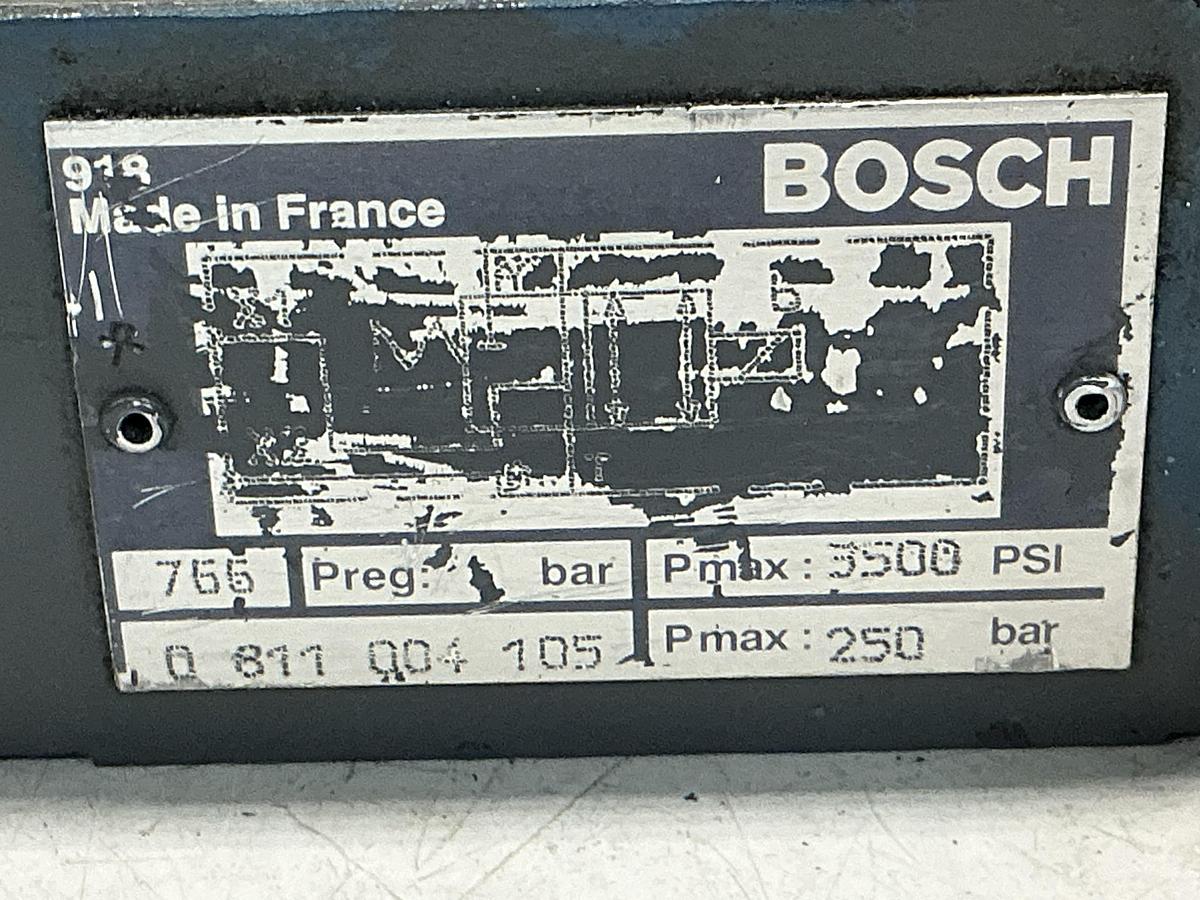 918
BOSCH
Made in France
b
766
Preg: bar
Pmax: 3500 PSI
0 811 004 105
Pmax: 250 bar